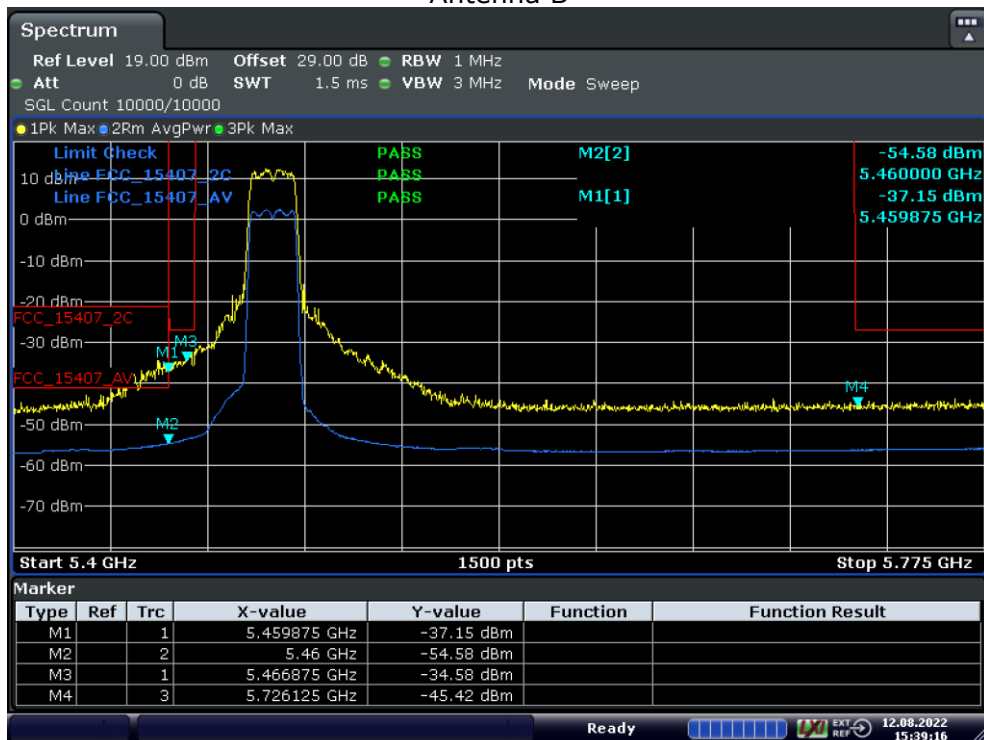 Antenna B
Spectrum
Ref Level 19.00 dBm Offset 29.00 dB RBW 1 MHz
Att 0 dB SWT 1.5 ms VBW 3 MHz Mode Sweep
SGL Count 10000/10000
1Pk Max 2Rm AvgPwr 3Pk Max
Limit Check PASS M2[2] -54.58 dBm
10 dBm Line FCC_15407_2C PASS 5.460000 GHz
Line FCC_15407_AV PASS M1[1] -37.15 dBm
0 dBm 5.459875 GHz
-10 dBm
-20 dBm
FCC_15407_2C
-30 dBm
M3
M1
FCC_15407_AV
M4
-50 dBm M2
-60 dBm
-70 dBm
Start 5.4 GHz 1500 pts Stop 5.775 GHz
Marker
Type Ref Trc X-value Y-value Function Function Result
M1 1 5.459875 GHz -37.15 dBm
M2 2 5.46 GHz -54.58 dBm
M3 1 5.466875 GHz -34.58 dBm
M4 3 5.726125 GHz -45.42 dBm
Ready LXI EXT REF 12.08.2022
15:39:16